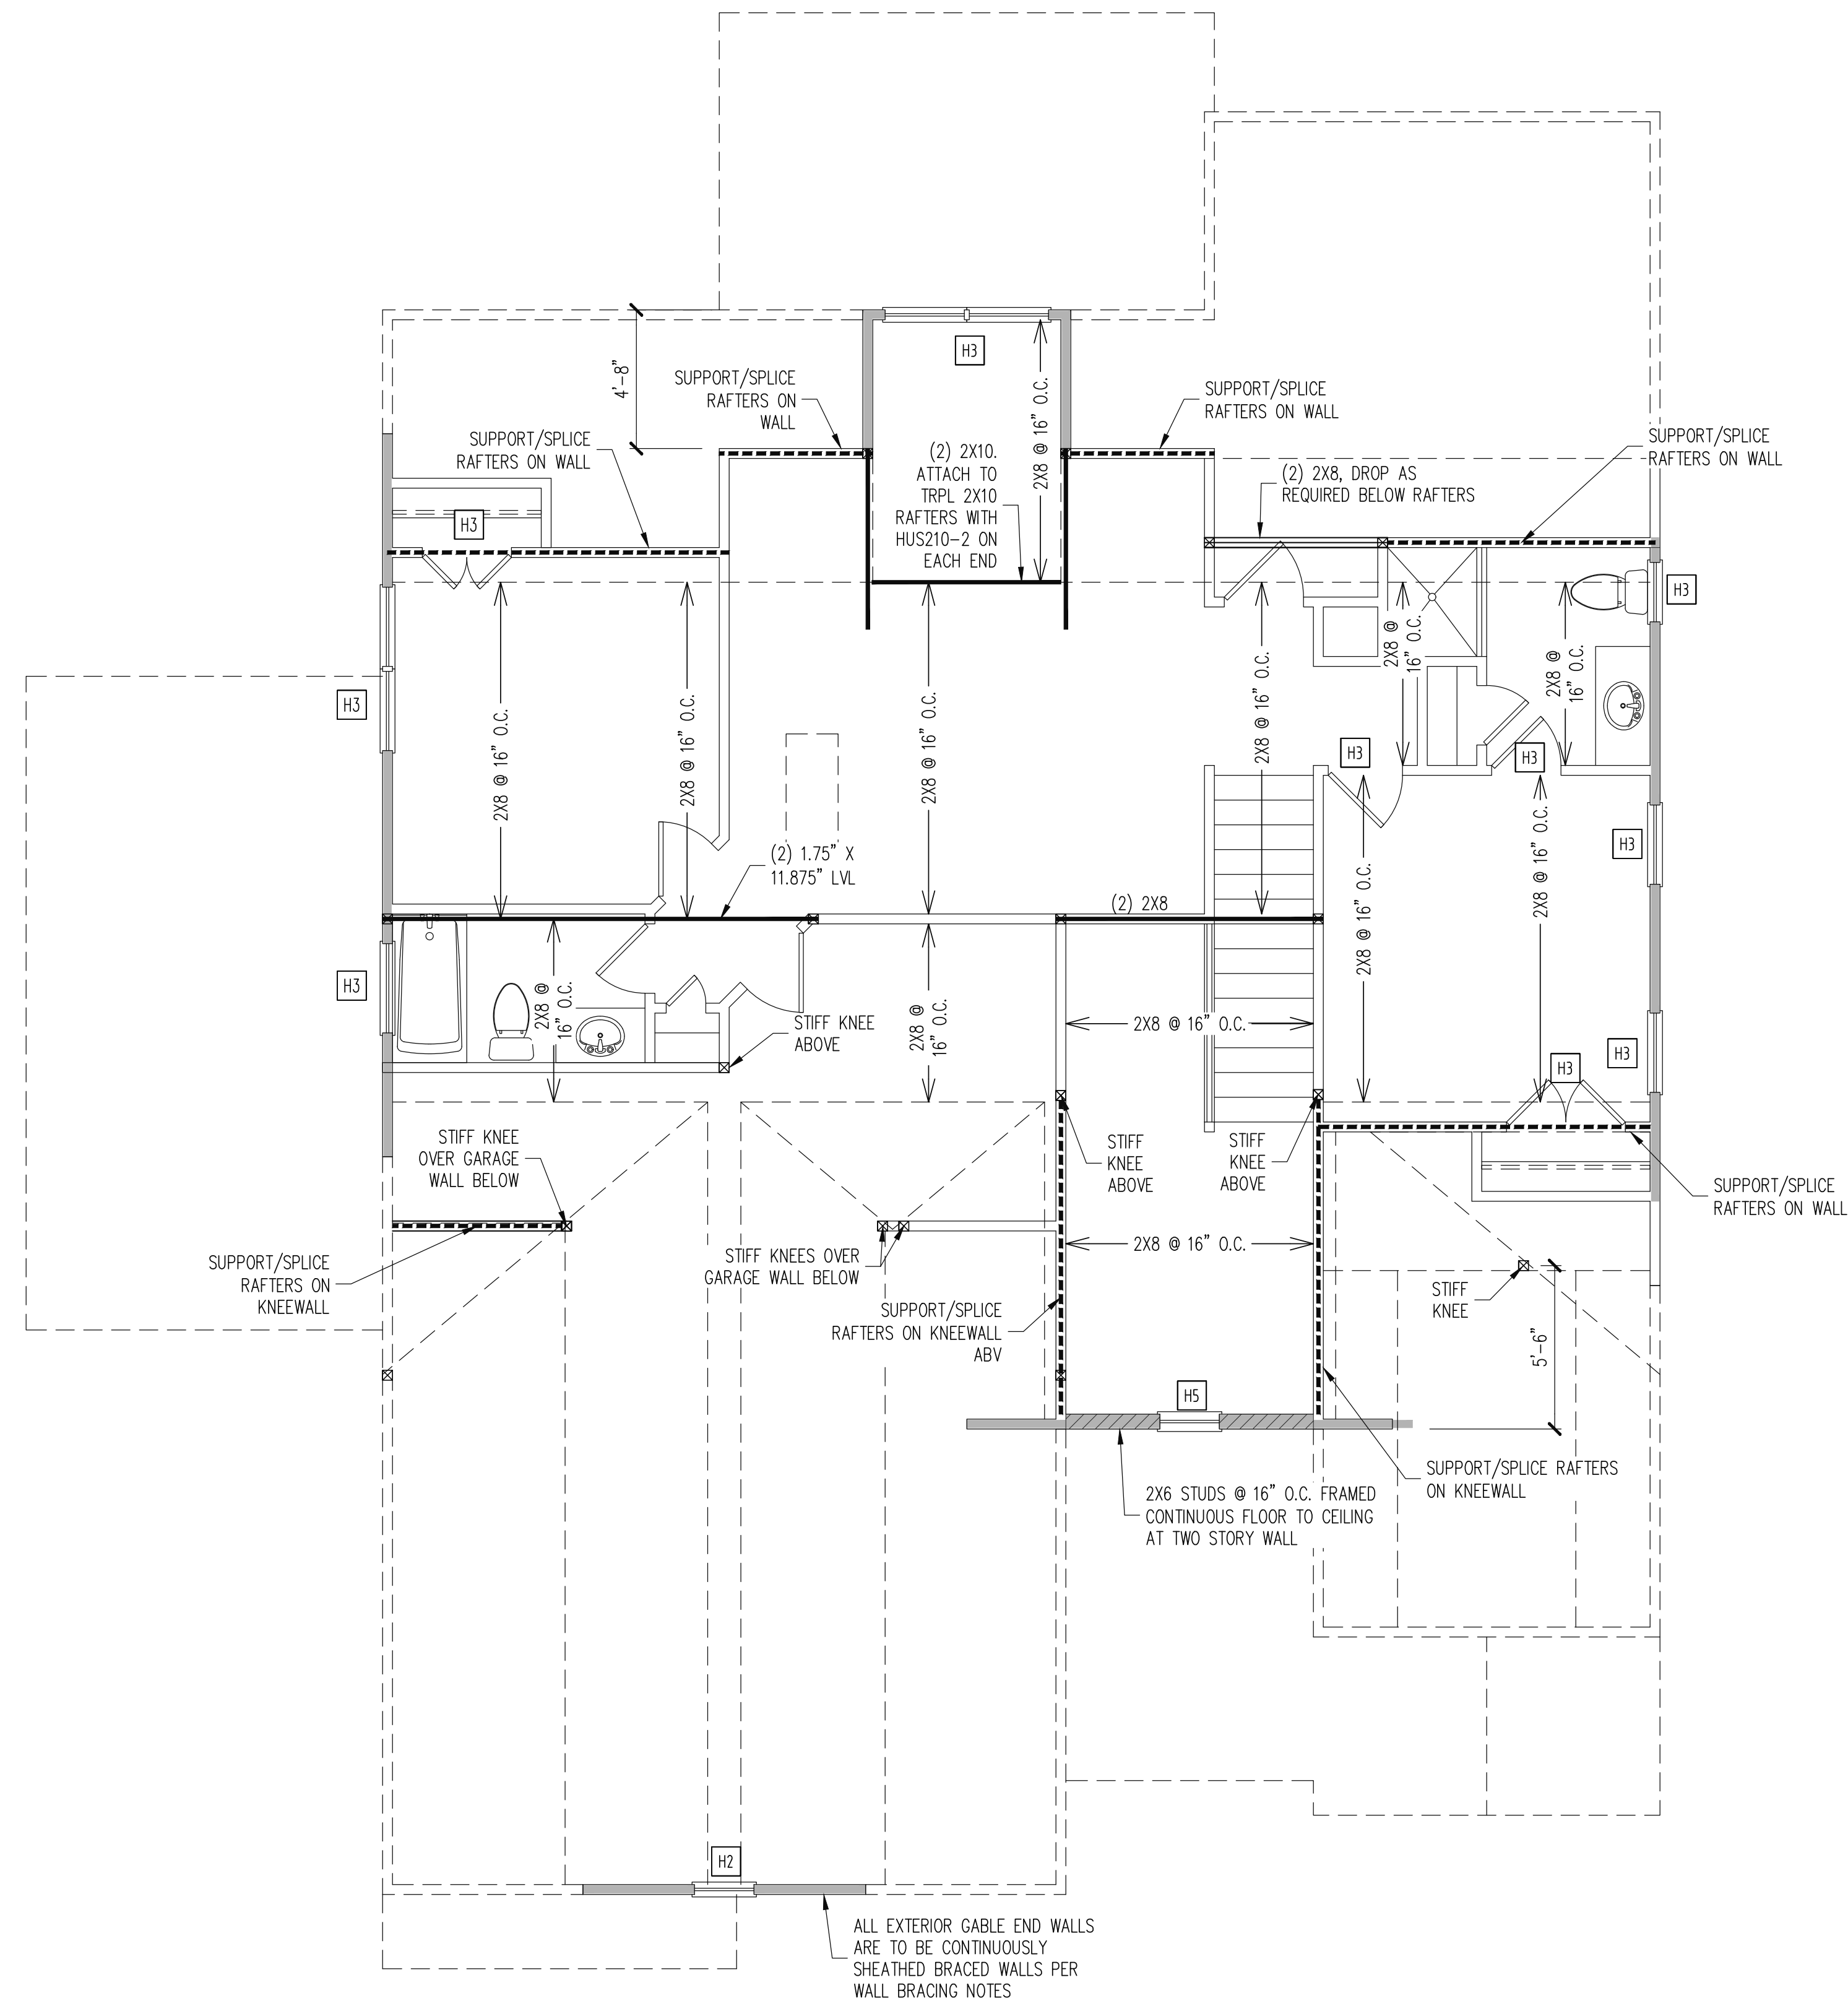 H3
4'-8"
SUPPORT/SPLICE
RAFTERS ON
WALL
2X8 @ 16" O.C.
SUPPORT/SPLICE
RAFTERS ON WALL
SUPPORT/SPLICE
RAFTERS ON WALL
(2) 2X10.
ATTACH TO
TRPL 2X10
RAFTERS WITH
HUS210-2 ON
EACH END
SUPPORT/SPLICE
RAFTERS ON WALL
(2) 2X8, DROP AS
REQUIRED BELOW RAFTERS
H3
H3
H3
2X8 @ 16" O.C.
2X8 @ 16" O.C.
2X8 @ 16" O.C.
2X8 @ 16" O.C.
2X8 @
16" O.C.
2X8 @
16" O.C.
H3
H3
H3
(2) 1.75" X
11.875" LVL
(2) 2X8
2X8 @ 16" O.C.
2X8 @ 16" O.C.
H3
2X8 @
16" O.C.
2X8 @
16" O.C.
STIFF KNEE
ABOVE
2X8 @ 16" O.C.
H3
H3
STIFF KNEE
OVER GARAGE
WALL BELOW
STIFF
KNEE
ABOVE
STIFF
KNEE
ABOVE
SUPPORT/SPLICE
RAFTERS ON WALL
SUPPORT/SPLICE
RAFTERS ON
KNEEWALL
STIFF KNEES OVER
GARAGE WALL BELOW
2X8 @ 16" O.C.
STIFF
KNEE
5'-6"
SUPPORT/SPLICE
RAFTERS ON KNEEWALL
ABV
H5
SUPPORT/SPLICE RAFTERS
ON KNEEWALL
2X6 STUDS @ 16" O.C. FRAMED
CONTINUOUS FLOOR TO CEILING
AT TWO STORY WALL
H2
ALL EXTERIOR GABLE END WALLS
ARE TO BE CONTINUOUSLY
SHEATHED BRACED WALLS PER
WALL BRACING NOTES